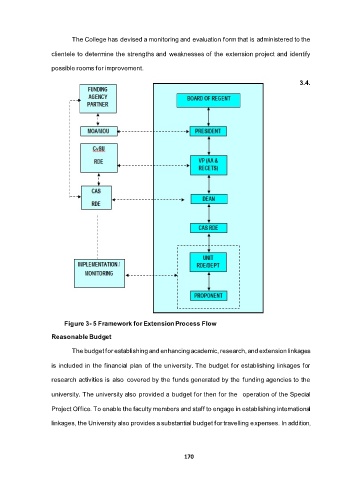 The College has devised a monitoring and evaluation form that is administered to the
clientele to determine the strengths and weaknesses of the extension project and identify
possible rooms for improvement.
3.4.
FUNDING
AGENCY
PARTNER
BOARD OF REGENT
MOA/MOU
PRESIDENT
CvSU
RDE
VP (AA &
RECETS)
CAS
RDE
DEAN
CAS RDE
UNIT
RDE/DEPT
IMPLEMENTATION /
MONITORING
PROPONENT
Figure 3- 5 Framework for Extension Process Flow
Reasonable Budget
The budget for establishing and enhancing academic, research, and extension linkages
is included in the financial plan of the university. The budget for establishing linkages for
research activities is also covered by the funds generated by the funding agencies to the
university. The university also provided a budget for then for the operation of the Special
Project Office. To enable the faculty members and staff to engage in establishing international
linkages, the University also provides a substantial budget for travelling expenses. In addition,
170